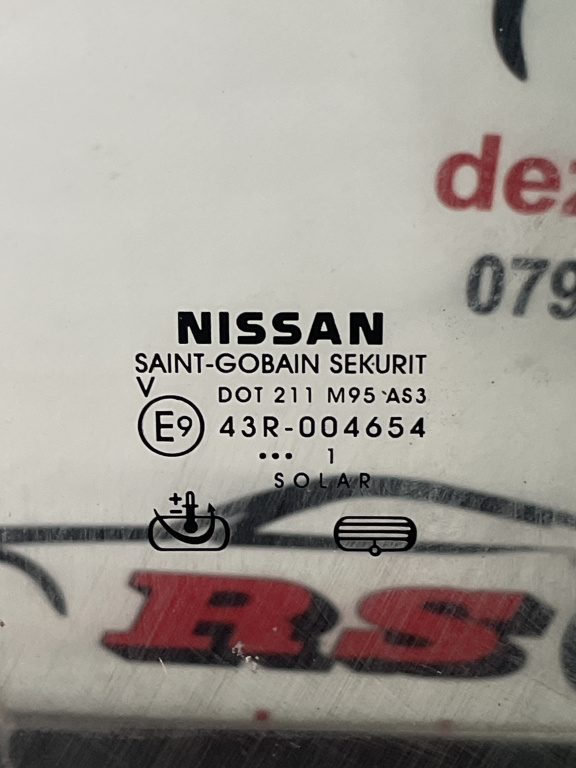 dez
079
NISSAN
SAINT-GOBAIN SEKURIT
V
DOT 211 M95 AS3
E9 43R-004654
••• 1
SOLAR
RS